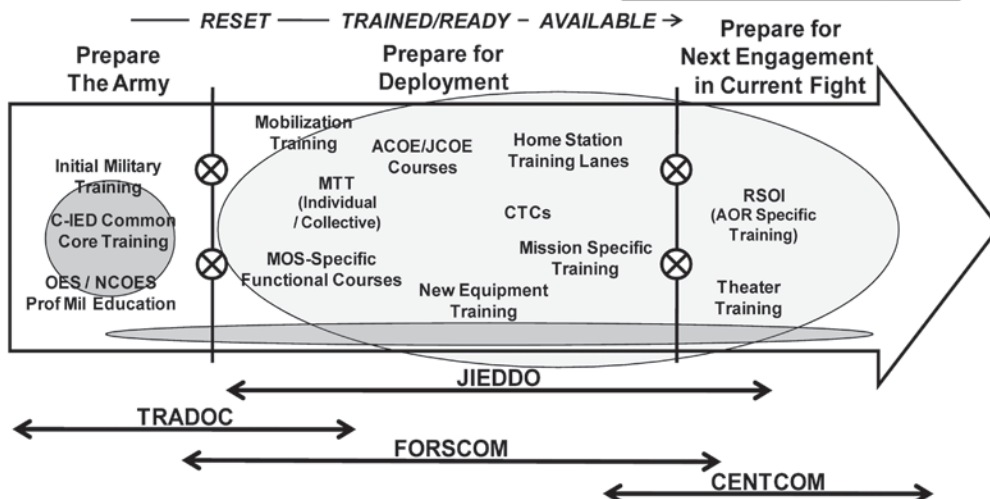 RESET — TRAINED/READY – AVAILABLE
Prepare
The Army
Prepare for
Deployment
Prepare for
Next Engagement
in Current Fight
Initial Military
Training
C-IED Common
Core Training
OES / NCOES
Prof Mil Education
Mobilization
Training
MTT
(Individual
/ Collective)
MOS-Specific
Functional Courses
ACOE/JCOE
Courses
Home Station
Training Lanes
CTCs
Mission Specific
Training
New Equipment
Training
RSOI
(AOR Specific
Training)
Theater
Training
JIEDDO
TRADOC
FORSCOM
CENTCOM